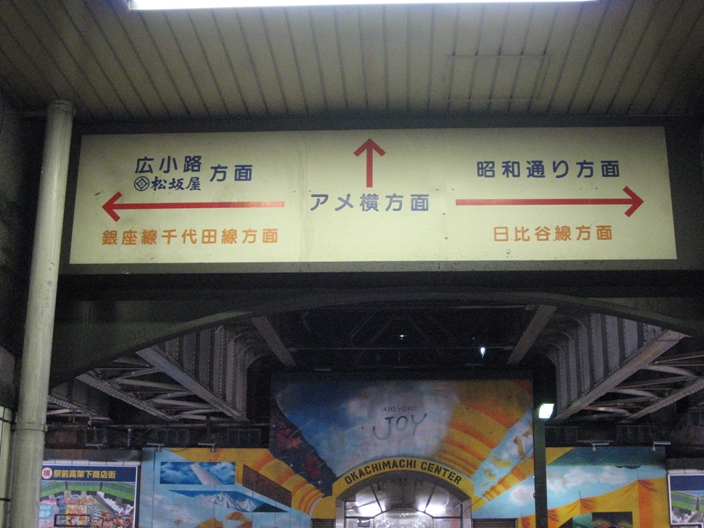 広小路
松坂屋
方面
アメ横方面
昭和通り方面
銀座線千代田線方面
日比谷線方面
AMEYOKO
JOY
OKACHIMACHI CENTER
駅前高架下商店街